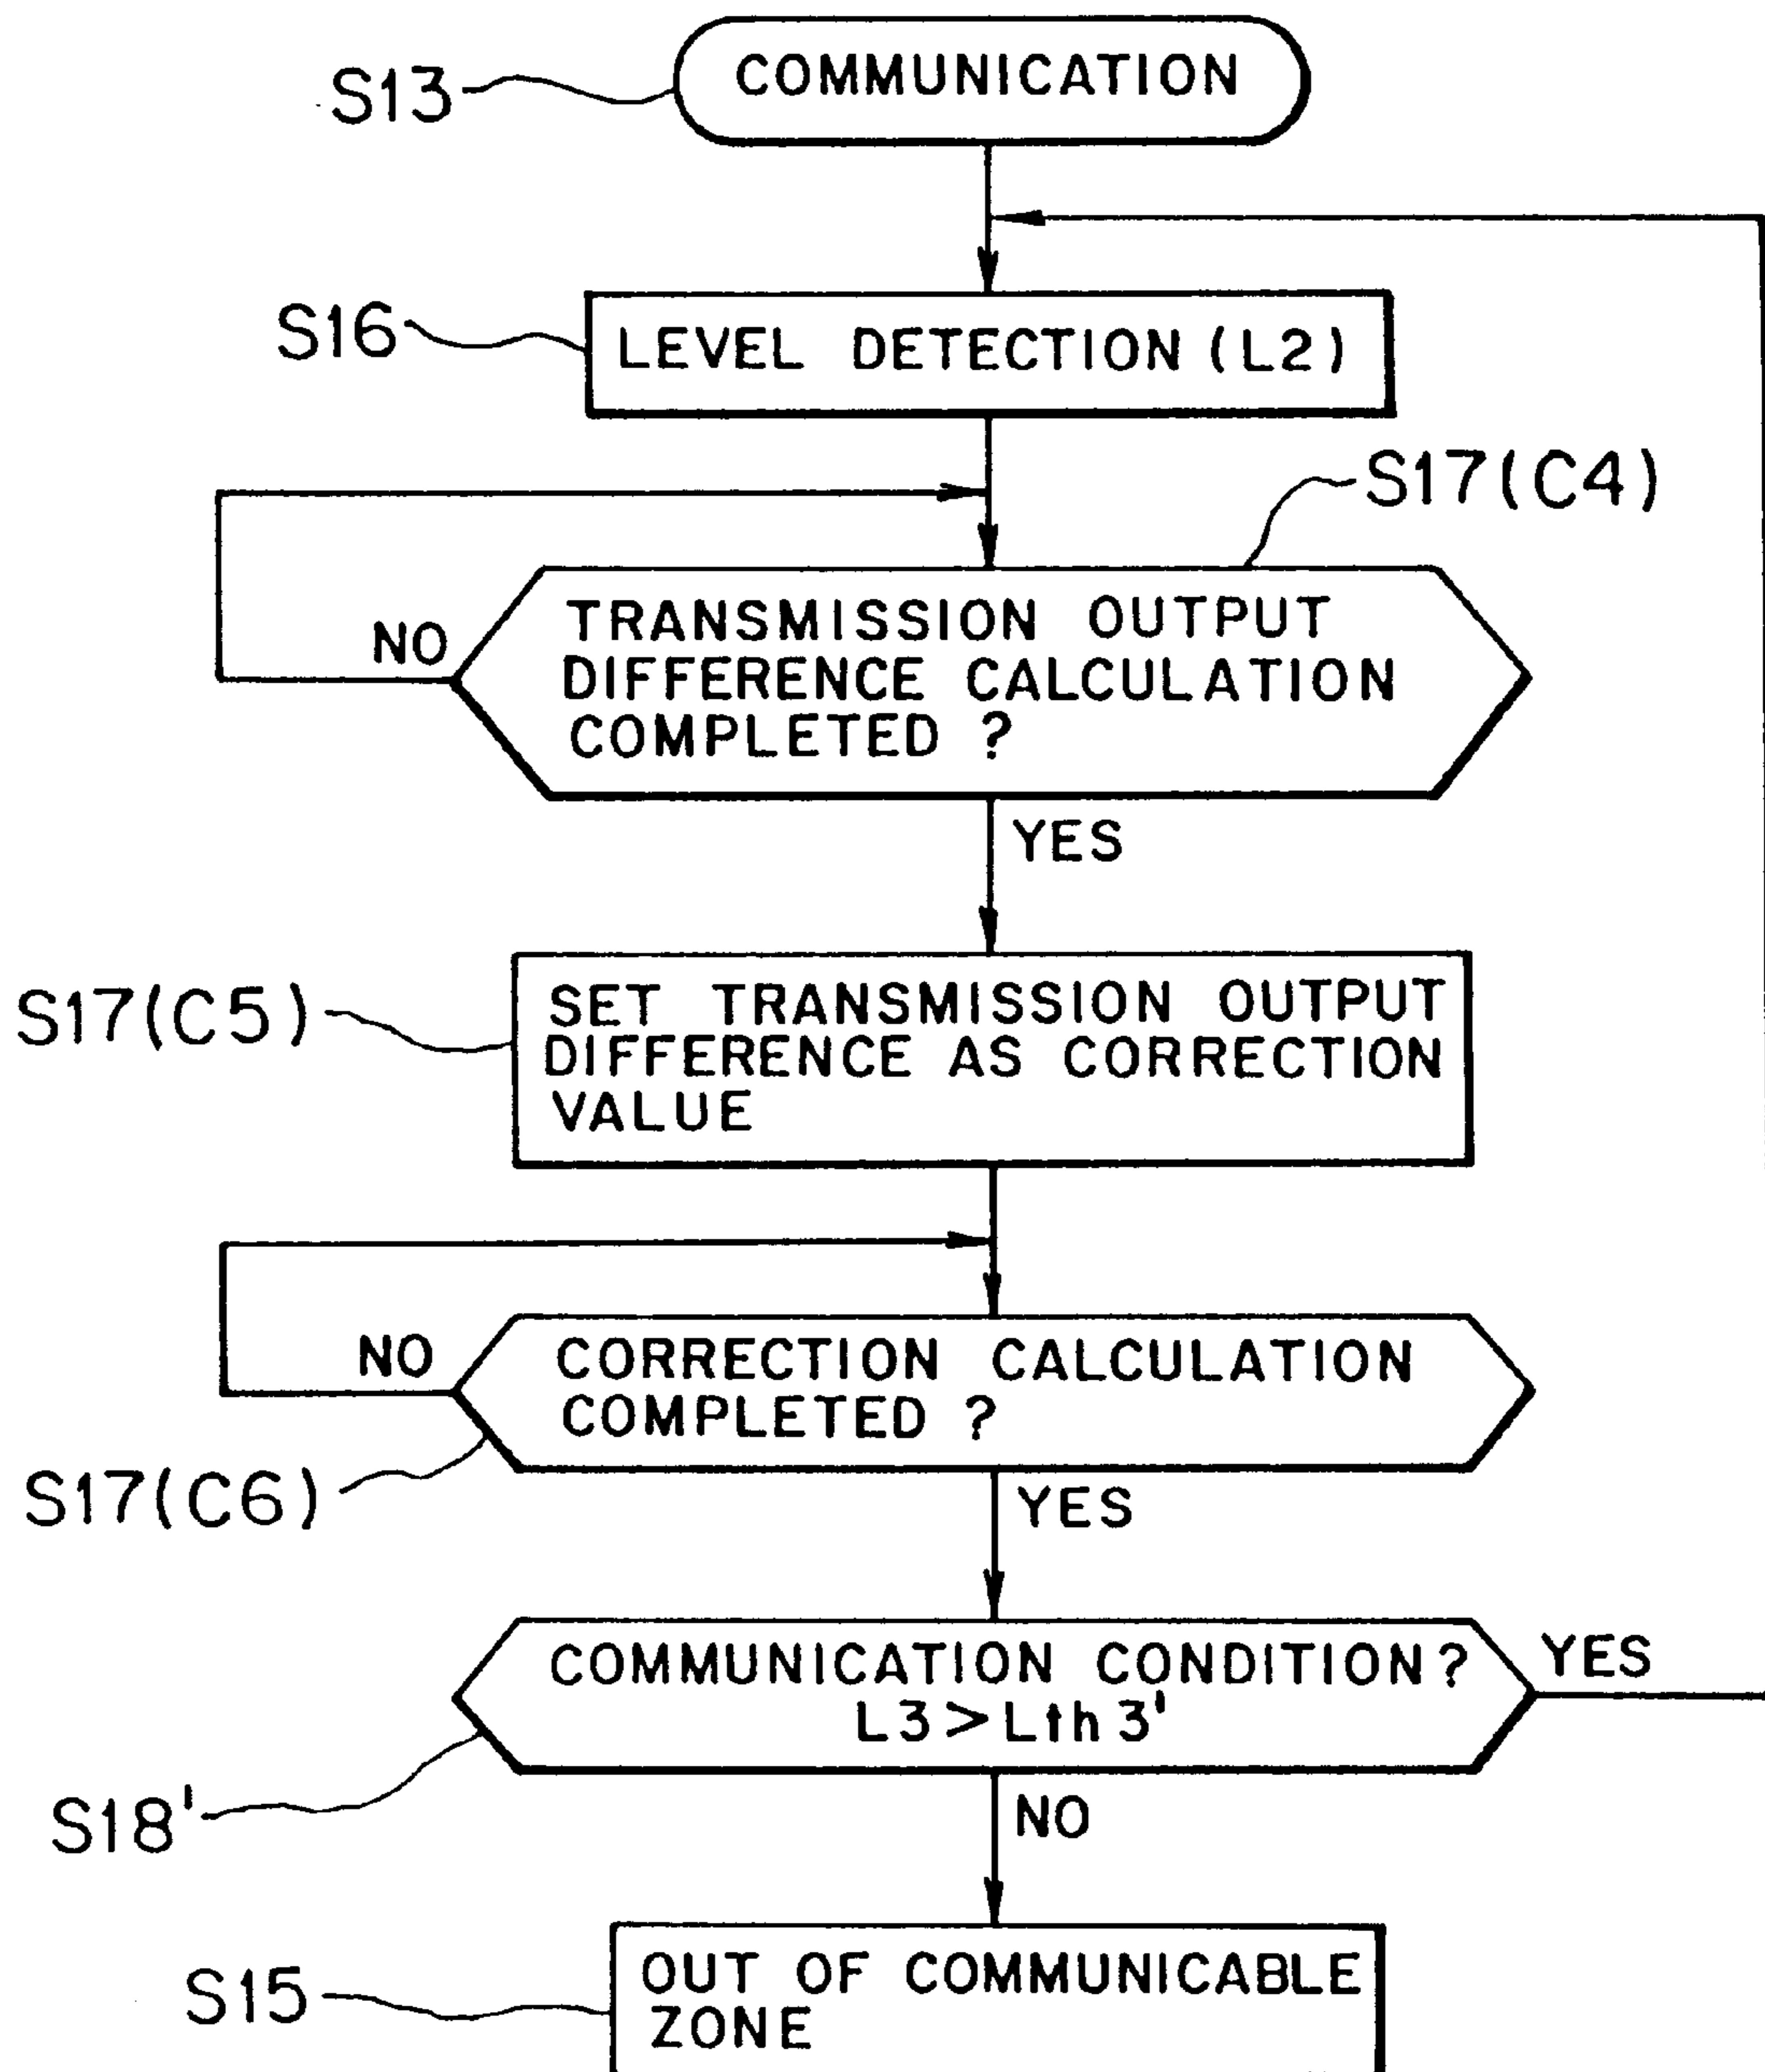 S13
COMMUNICATION
S16
LEVEL DETECTION (L2)
S17(C4)
NO
TRANSMISSION OUTPUT
DIFFERENCE CALCULATION
COMPLETED ?
YES
S17(C5)
SET TRANSMISSION OUTPUT
DIFFERENCE AS CORRECTION
VALUE
NO
CORRECTION CALCULATION
COMPLETED ?
S17(C6)
YES
COMMUNICATION CONDITION?
L3 > Lth 3'
YES
S18'
NO
S15
OUT OF COMMUNICABLE
ZONE